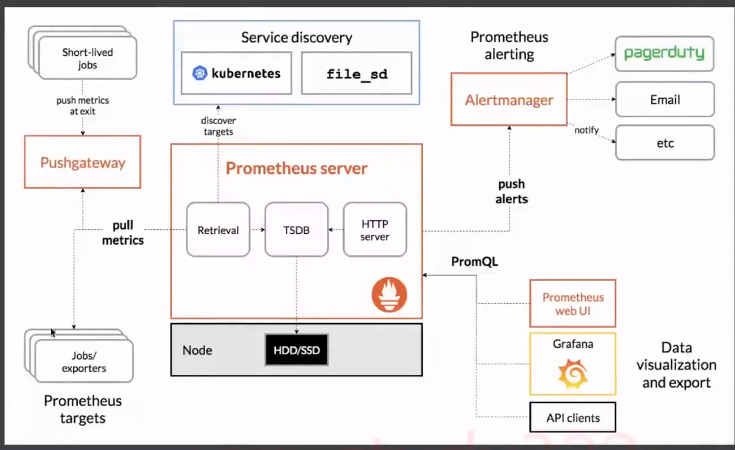 Short-lived
jobs
push metrics
at exit
Pushgateway
pull
metrics
Jobs/
exporters
Prometheus
targets
Service discovery
kubernetes
file_sd
discover
targets
Prometheus server
Retrieval
TSDB
HTTP
server
Node
HDD/SSD
Prometheus
alerting
Alertmanager
pagerduty
Email
etc
notify
push
alerts
PromQL
Prometheus
web UI
Grafana
API clients
Data
visualization
and export